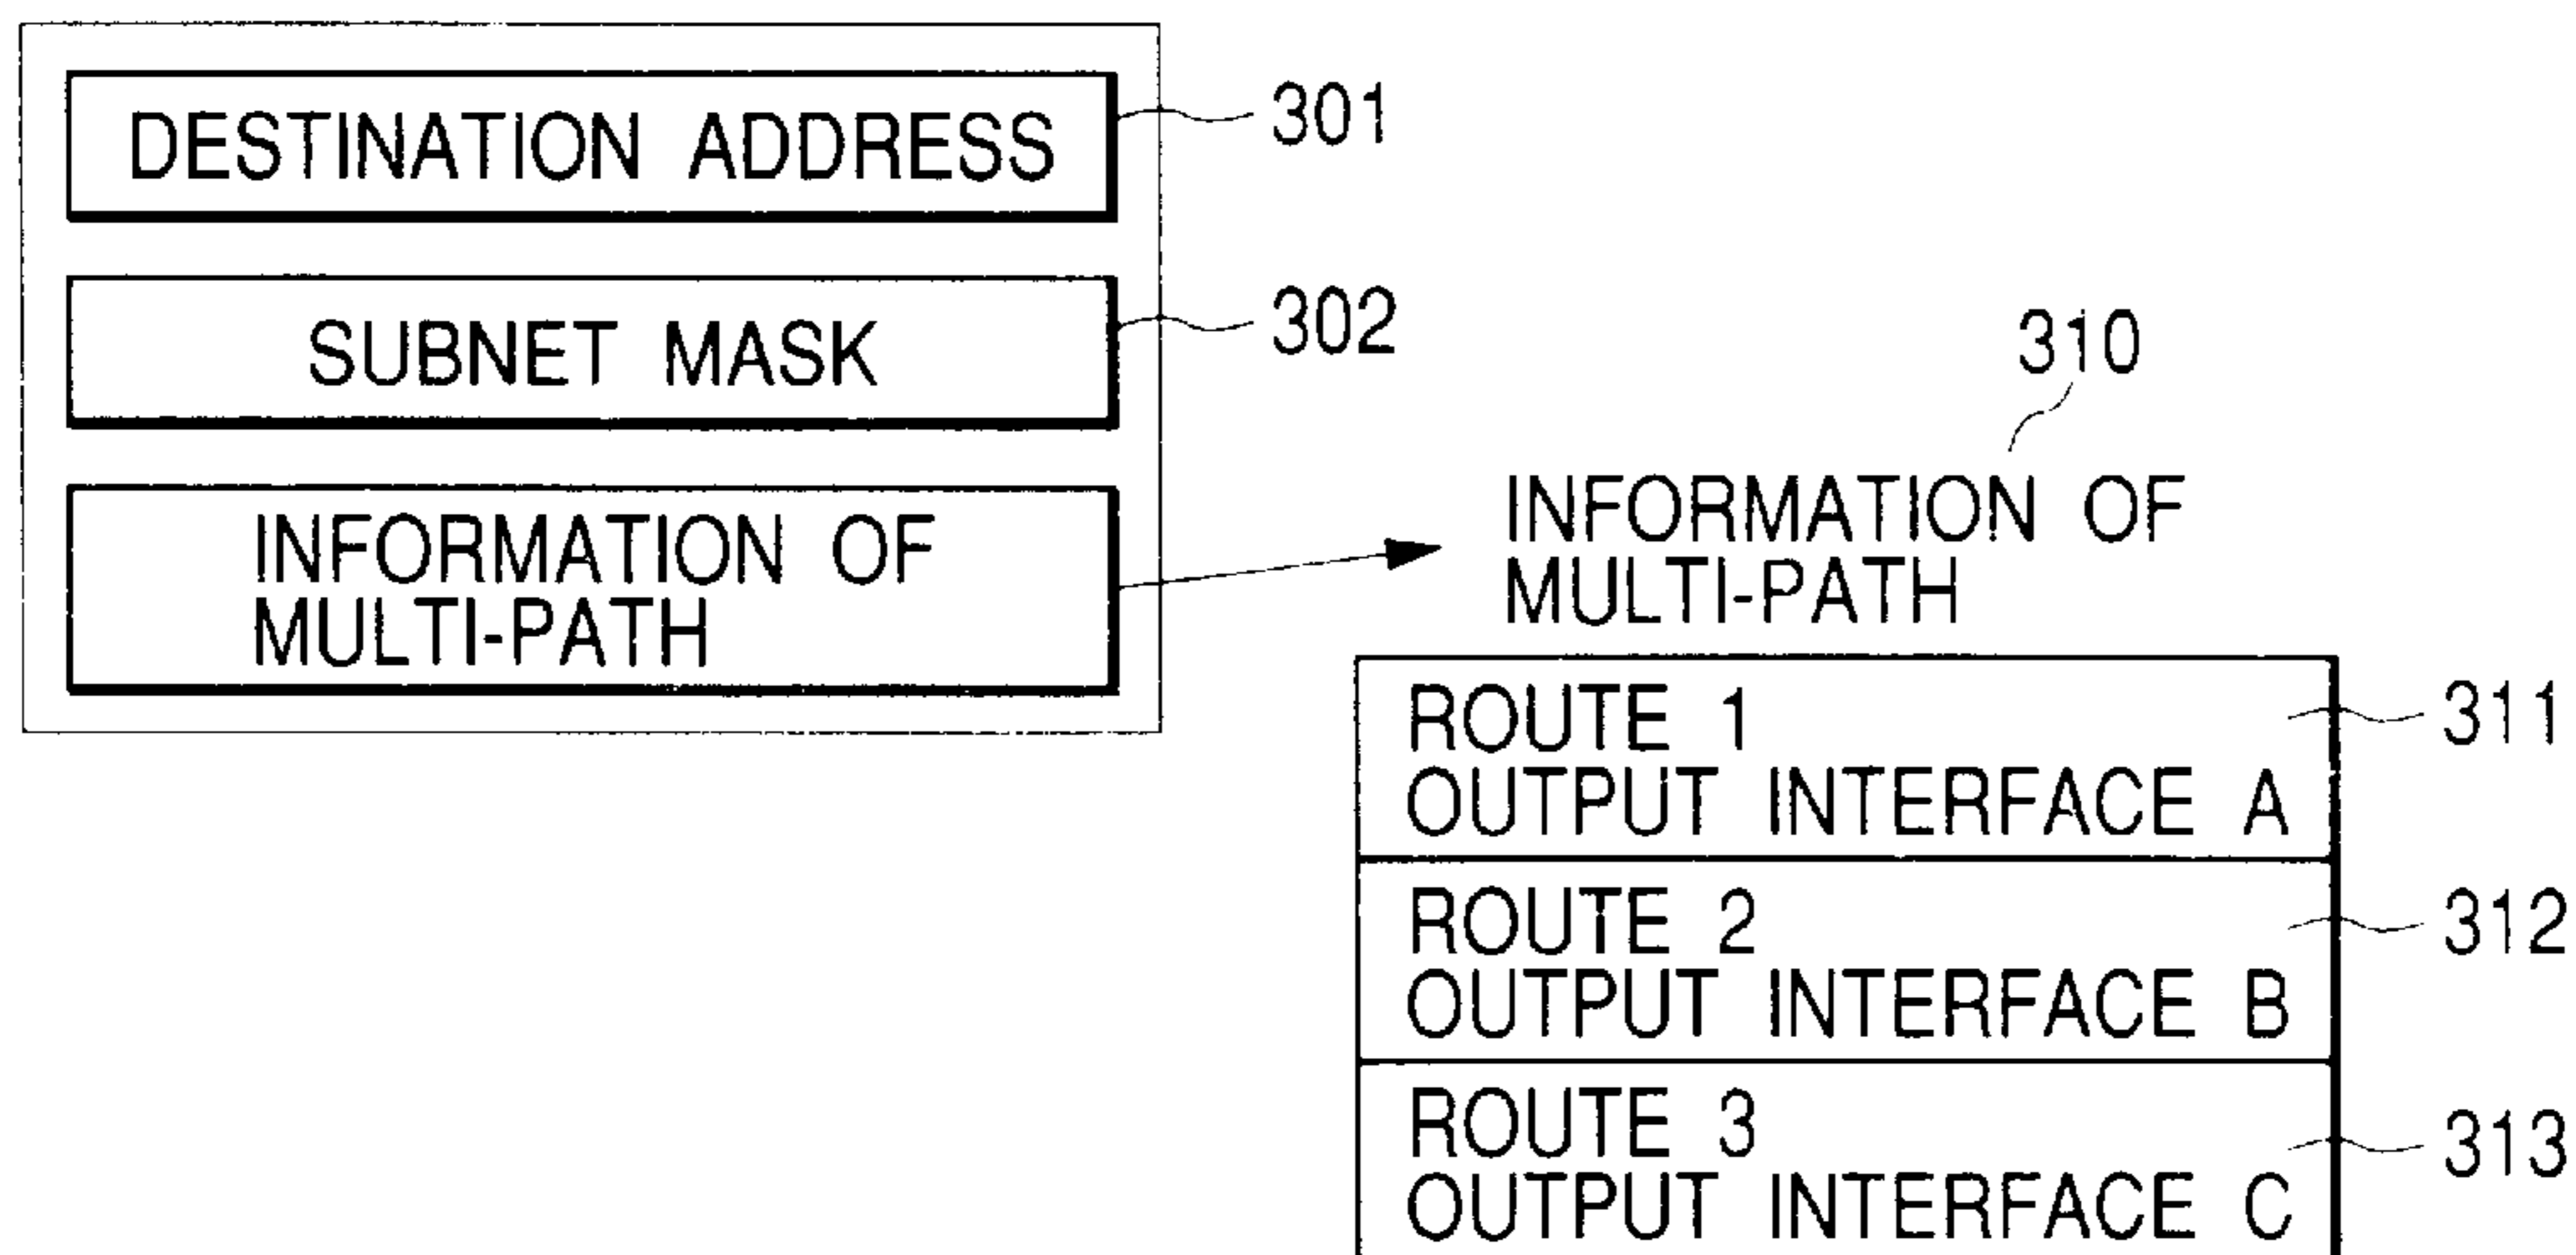 DESTINATION ADDRESS
301
SUBNET MASK
302
INFORMATION OF
MULTI-PATH
310
INFORMATION OF
MULTI-PATH
ROUTE 1
OUTPUT INTERFACE A
311
ROUTE 2
OUTPUT INTERFACE B
312
ROUTE 3
OUTPUT INTERFACE C
313